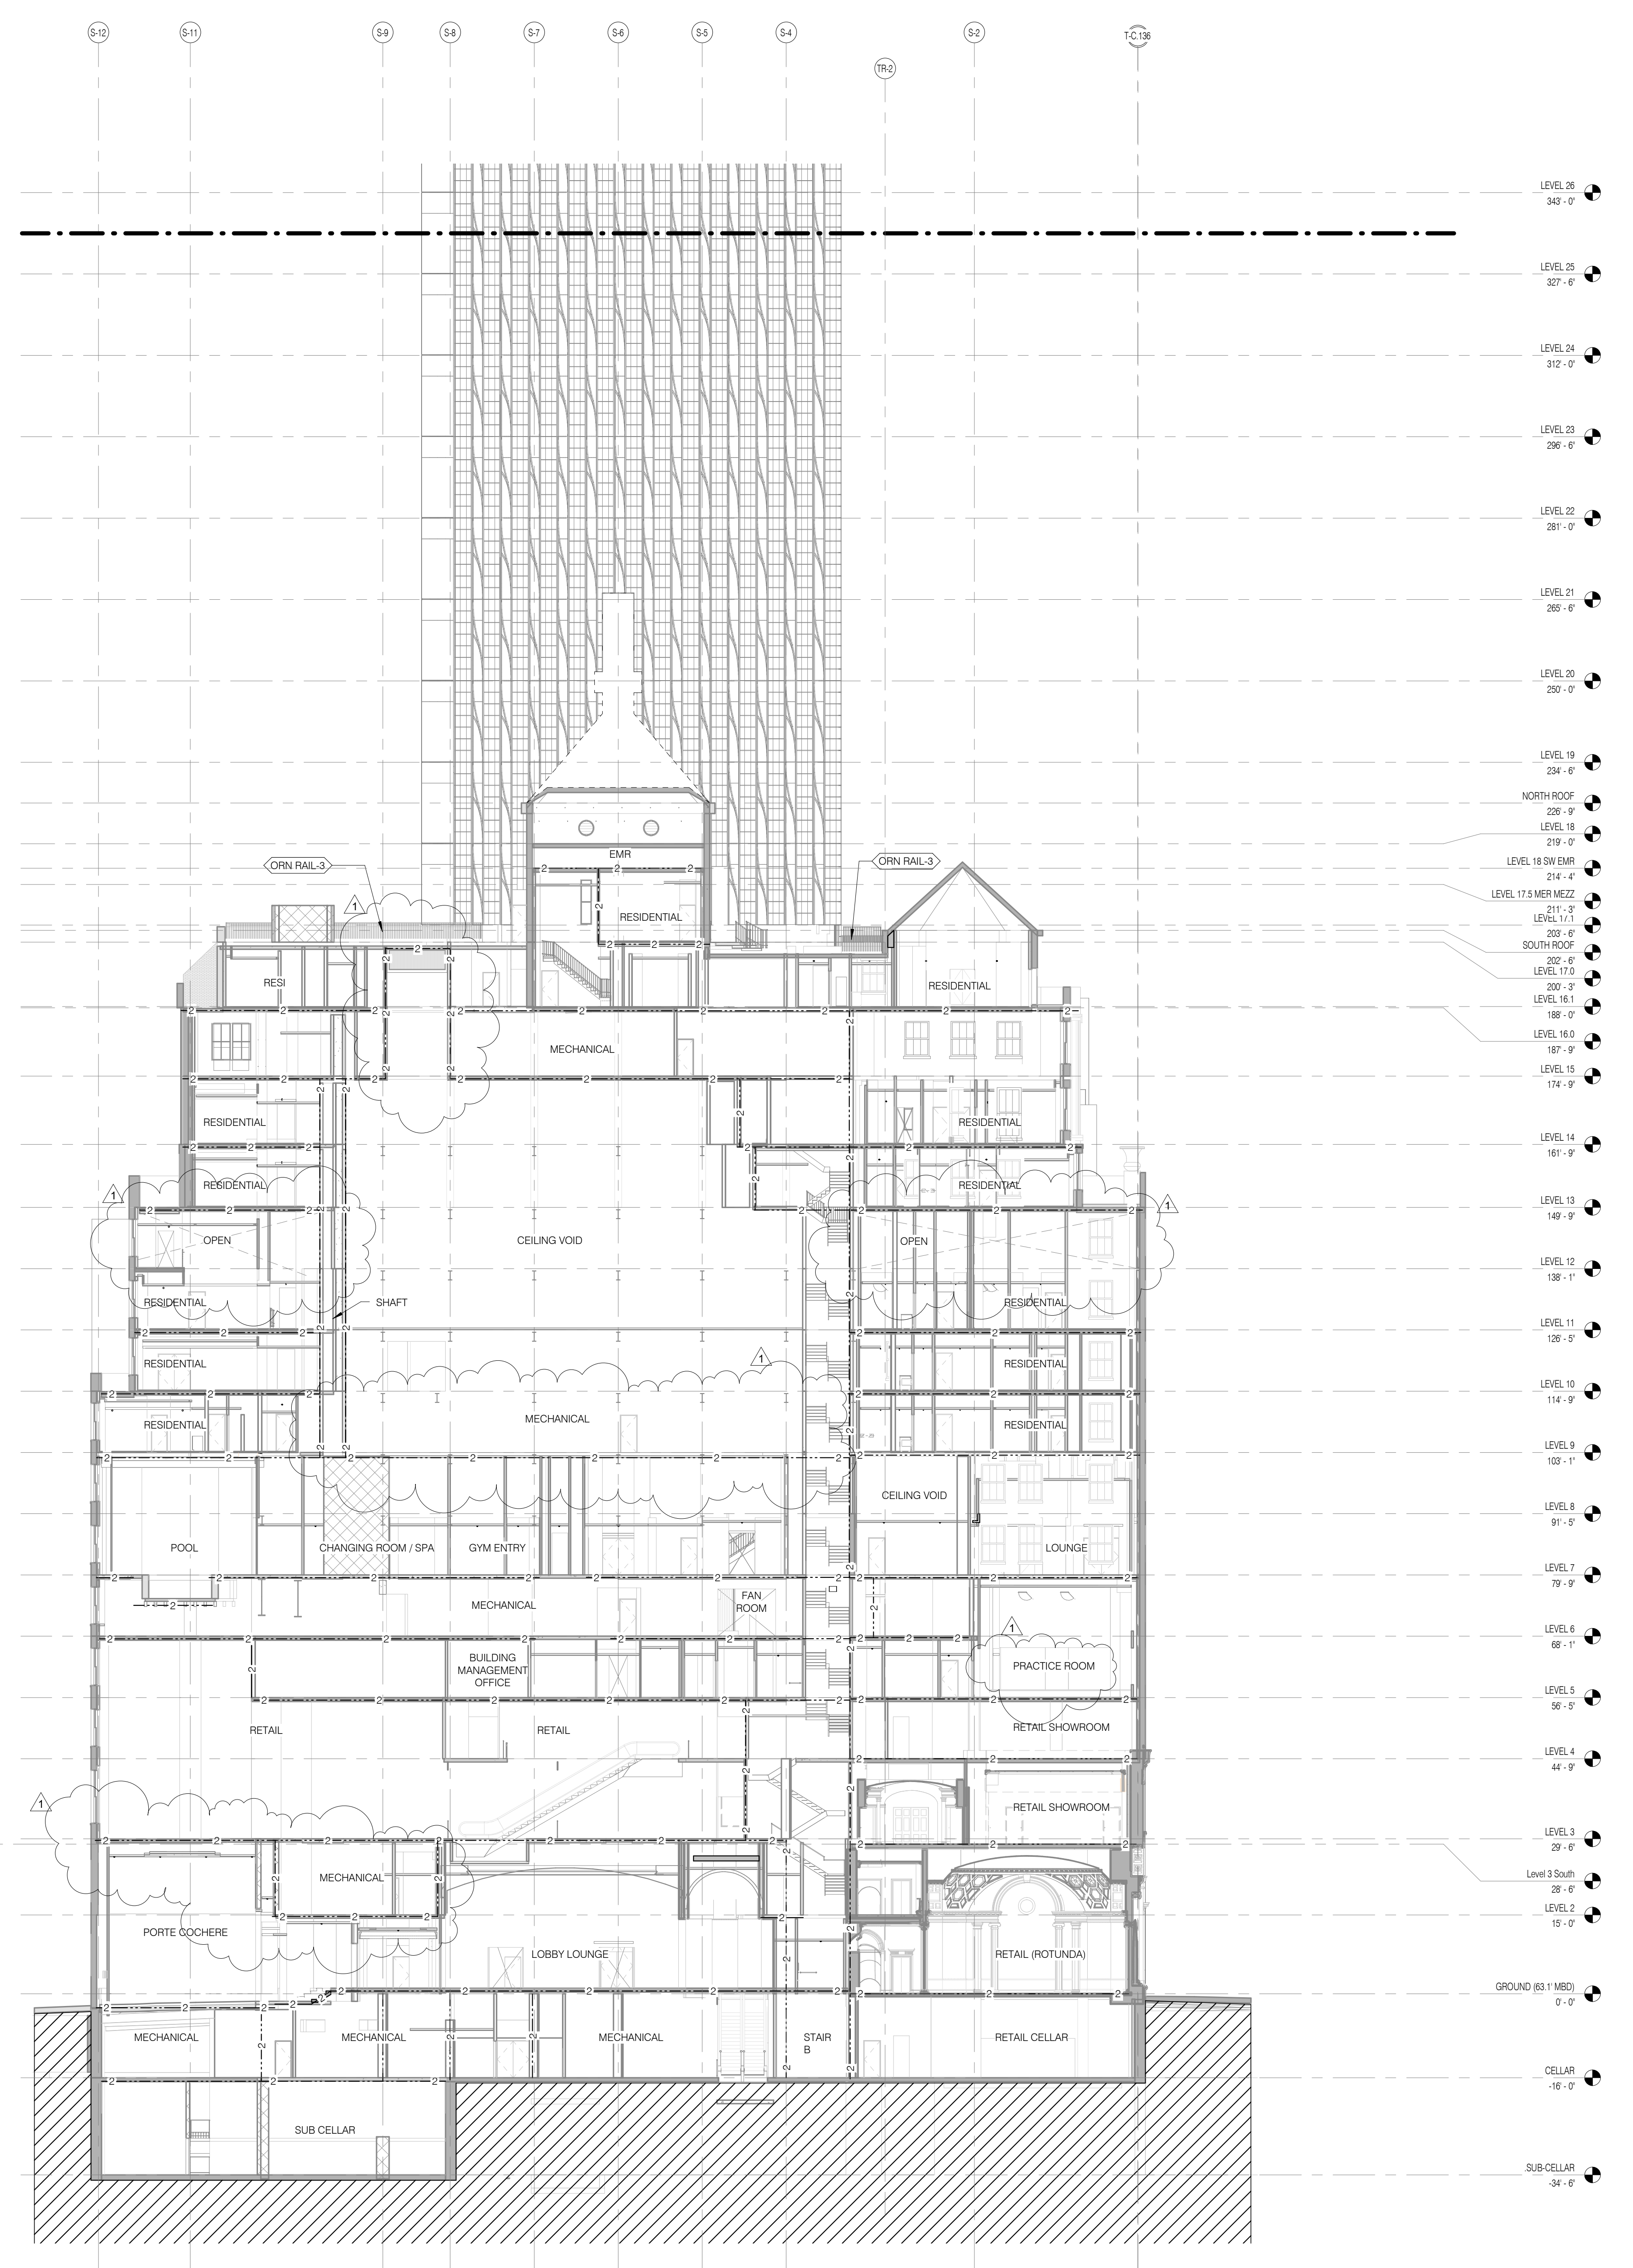 S-12
S-11
S-9
S-8
S-7
S-6
S-5
S-4
S-2
T-C.136
TR-2
LEVEL 26
343' - 0"
LEVEL 25
327' - 6"
LEVEL 24
312' - 0"
LEVEL 23
296' - 6"
LEVEL 22
281' - 0"
LEVEL 21
265' - 6"
LEVEL 20
250' - 0"
LEVEL 19
234' - 6"
NORTH ROOF
226' - 9"
LEVEL 18
219' - 0"
LEVEL 18 SW EMR
214' - 4"
LEVEL 17.5 MER MEZZ
211' - 3"
LEVEL 17.1
203' - 6"
SOUTH ROOF
202' - 6"
LEVEL 17.0
200' - 3"
LEVEL 16.1
188' - 0"
LEVEL 16.0
187' - 9"
LEVEL 15
174' - 9"
LEVEL 14
161' - 9"
LEVEL 13
149' - 9"
LEVEL 12
138' - 1"
LEVEL 11
126' - 5"
LEVEL 10
114' - 9"
LEVEL 9
103' - 1"
LEVEL 8
91' - 5"
LEVEL 7
79' - 9"
LEVEL 6
68' - 1"
LEVEL 5
56' - 5"
LEVEL 4
44' - 9"
LEVEL 3
29' - 6"
Level 3 South
28' - 6"
LEVEL 2
15' - 0"
GROUND (63.1' MBD)
0' - 0"
CELLAR
-16' - 0"
SUB-CELLAR
-34' - 6"
EMR
ORN RAIL-3
ORN RAIL-3
1
RESIDENTIAL
RESI
RESIDENTIAL
MECHANICAL
RESIDENTIAL
RESIDENTIAL
RESIDENTIAL
RESIDENTIAL
1
1
OPEN
CEILING VOID
OPEN
RESIDENTIAL
SHAFT
RESIDENTIAL
RESIDENTIAL
1
RESIDENTIAL
RESIDENTIAL
MECHANICAL
RESIDENTIAL
CEILING VOID
POOL
CHANGING ROOM / SPA
GYM ENTRY
LOUNGE
MECHANICAL
FAN
ROOM
1
BUILDING
MANAGEMENT
OFFICE
PRACTICE ROOM
RETAIL
RETAIL
RETAIL SHOWROOM
1
RETAIL SHOWROOM
MECHANICAL
PORTE COCHERE
LOBBY LOUNGE
RETAIL (ROTUNDA)
MECHANICAL
MECHANICAL
MECHANICAL
STAIR
B
RETAIL CELLAR
SUB CELLAR